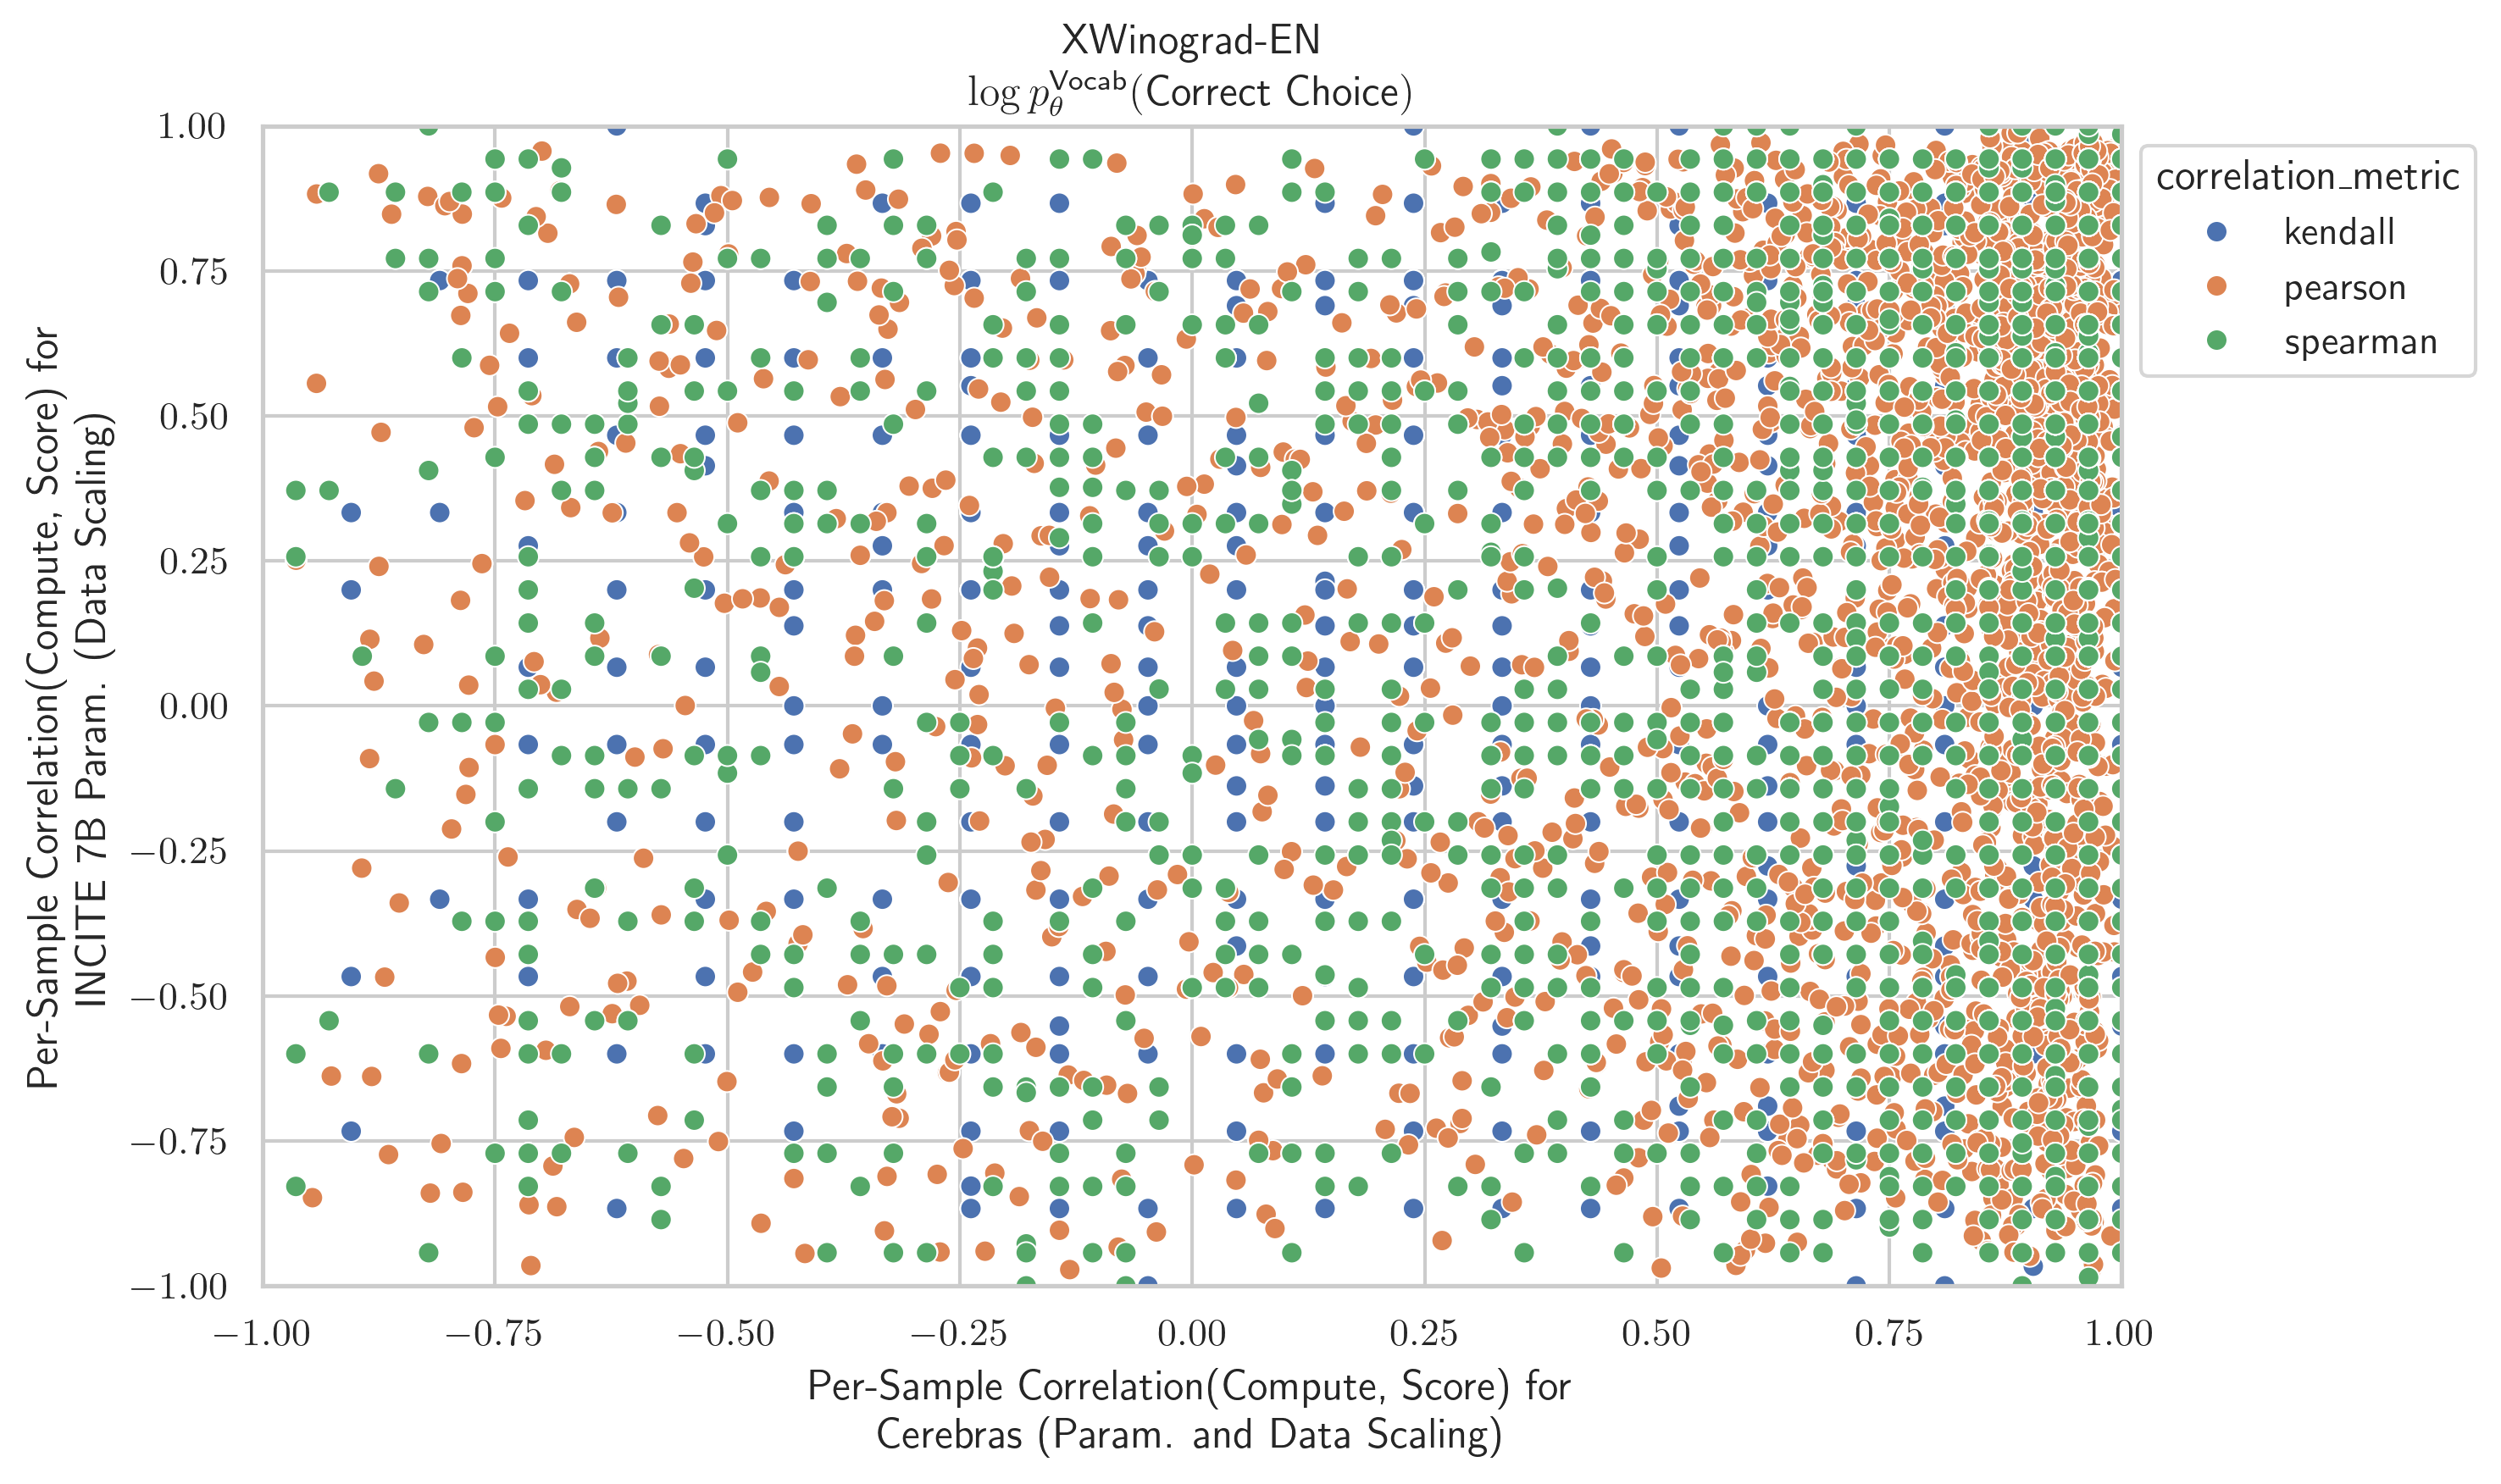 XWinograd-EN
log p_θ^Vocab(Correct Choice)
1.00
0.75
0.50
0.25
0.00
−0.25
−0.50
−0.75
−1.00
Per-Sample Correlation(Compute, Score) for
INCITE 7B Param. (Data Scaling)
−1.00 −0.75 −0.50 −0.25 0.00 0.25 0.50 0.75 1.00
Per-Sample Correlation(Compute, Score) for
Cerebras (Param. and Data Scaling)
correlation_metric
kendall
pearson
spearman